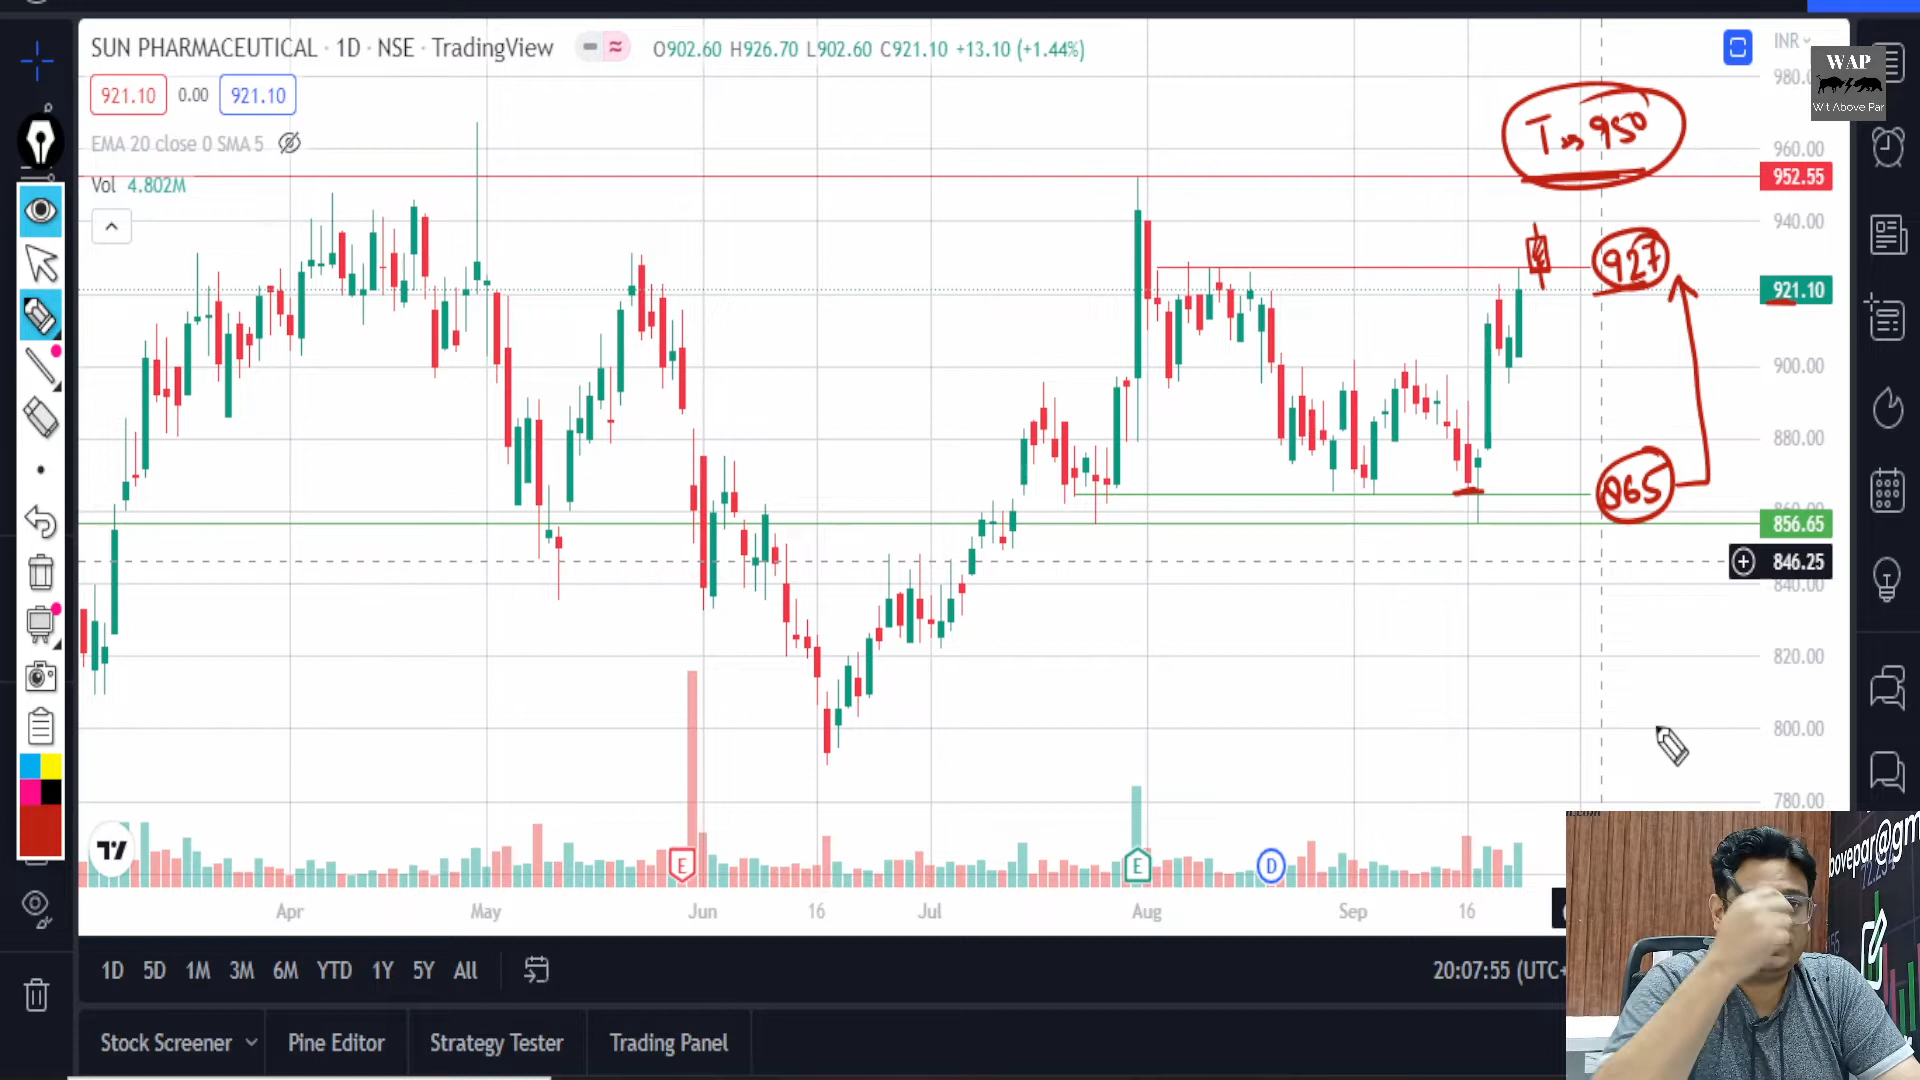 SUN PHARMACEUTICAL · 1D · NSE · TradingView
O902.60 H926.70 L902.60 C921.10 +13.10 (+1.44%)
INR
921.10 0.00 921.10
EMA 20 close 0 SMA 5
Vol 4.802M
WAP
Wit Above Par
T 950
927
865
960.00
952.55
940.00
921.10
900.00
880.00
856.65
846.25
840.00
820.00
800.00
780.00
E
E
D
Apr May Jun 16 Jul Aug Sep 16
1D 5D 1M 3M 6M YTD 1Y 5Y All
20:07:55 (UTC+
bovepar@gm
Stock Screener Pine Editor Strategy Tester Trading Panel